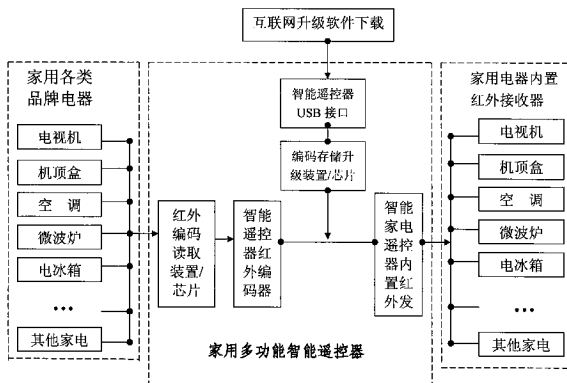 互联网升级软件下载
家用各类
品牌电器
电视机
机顶盒
空 调
微波炉
电冰箱
···
其他家电
智能遥控器
USB 接口
编码存储升
级装置/芯片
红外
编码
读取
装置/
芯片
智能
遥控
器红
外编
码器
智能
家电
遥控
器内
置红
外发
家用多功能智能遥控器
家用电器内置
红外接收器
电视机
机顶盒
空 调
微波炉
电冰箱
···
其他家电